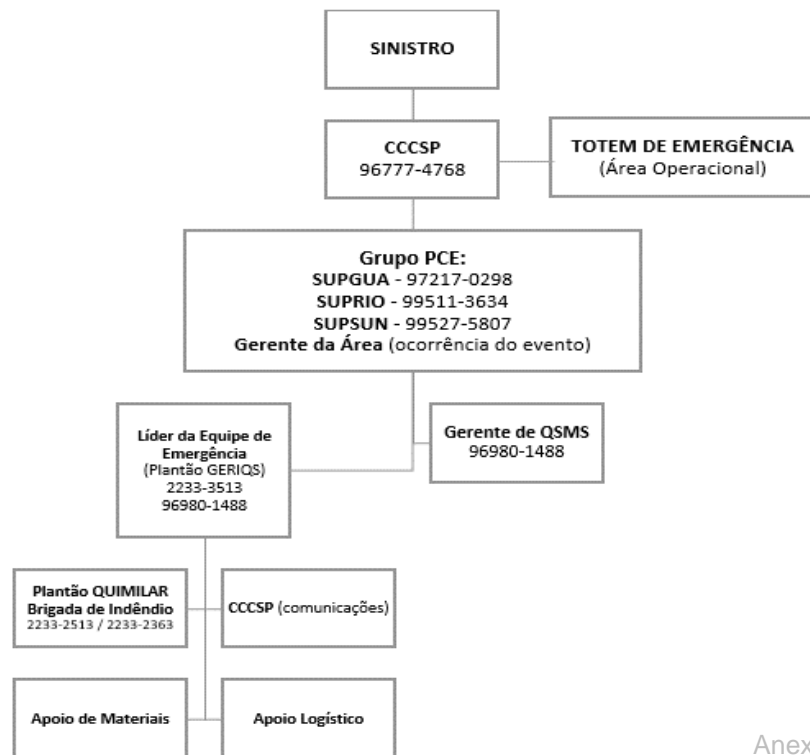 SINISTRO
CCCSP
96777-4768
TOTEM DE EMERGÊNCIA
(Área Operacional)
Grupo PCE:
SUPGUA - 97217-0298
SUPRIO - 99511-3634
SUPSUN - 99527-5807
Gerente da Área (ocorrência do evento)
Líder da Equipe de
Emergência
(Plantão GERIQS)
2233-3513
96980-1488
Gerente de QSMS
96980-1488
Plantão QUIMILAR
Brigada de Indêndio
2233-2513 / 2233-2363
CCCSP (comunicações)
Apoio de Materiais
Apoio Logístico
Anex